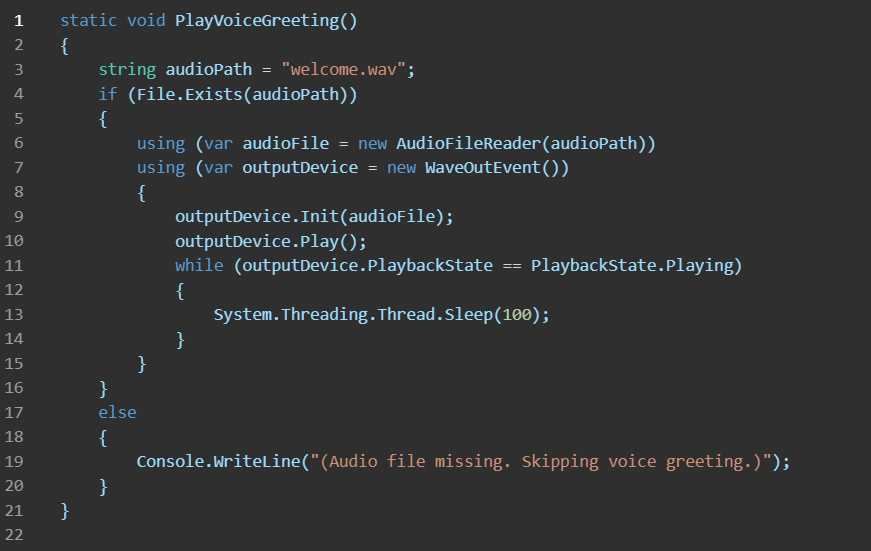 1 static void PlayVoiceGreeting()
2 {
3     string audioPath = "welcome.wav";
4     if (File.Exists(audioPath))
5     {
6         using (var audioFile = new AudioFileReader(audioPath))
7         using (var outputDevice = new WaveOutEvent())
8         {
9             outputDevice.Init(audioFile);
10             outputDevice.Play();
11             while (outputDevice.PlaybackState == PlaybackState.Playing)
12             {
13                 System.Threading.Thread.Sleep(100);
14             }
15         }
16     }
17     else
18     {
19         Console.WriteLine("(Audio file missing. Skipping voice greeting.)");
20     }
21 }
22